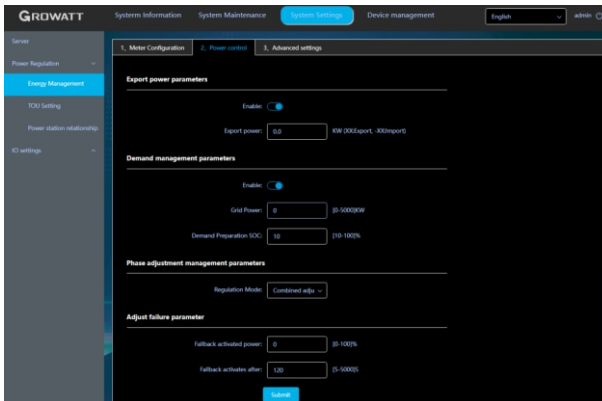 GROWATT
Systerm Information System Maintenance System Settings Device management English admin
Server
Power Regulation
Energy Management
TOU Setting
Power station relationship
IO settings
1、Meter Configuration 2、Power control 3、Advanced settings
Export power parameters
Enable:
Export power: 0.0 KW (XX:Export, -XX:Import)
Demand management parameters
Enable:
Grid Power: 0 [0-5000]KW
Demand Preparation SOC: 10 [10-100]%
Phase adjustment management parameters
Regulation Mode: Combined adju
Adjust failure parameter
Fallback activated power: 0 [0-100]%
Fallback activates after: 120 [5-5000]S
Submit